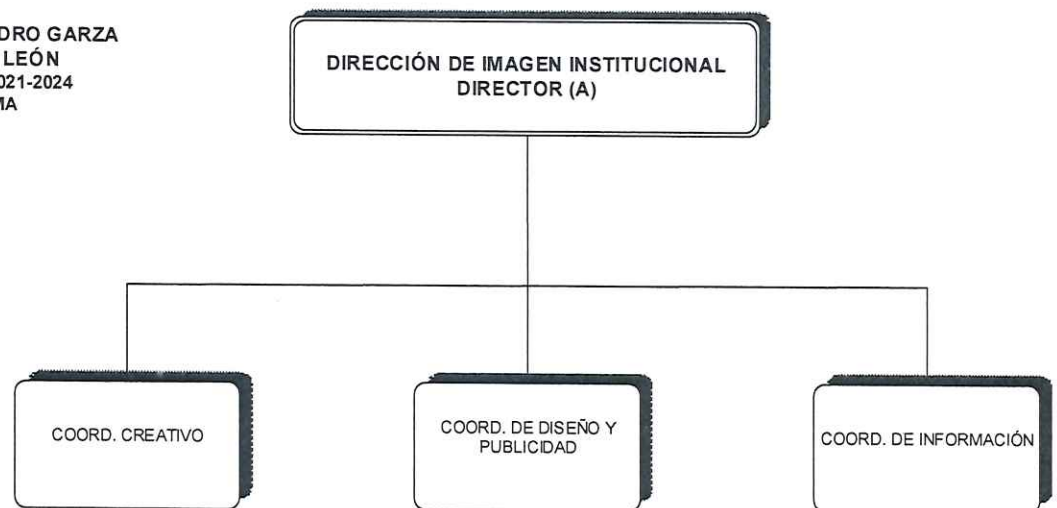 DRO GARZA
LEÓN
021-2024
MA
DIRECCIÓN DE IMAGEN INSTITUCIONAL
DIRECTOR (A)
COORD. CREATIVO
COORD. DE DISEÑO Y
PUBLICIDAD
COORD. DE INFORMACIÓN